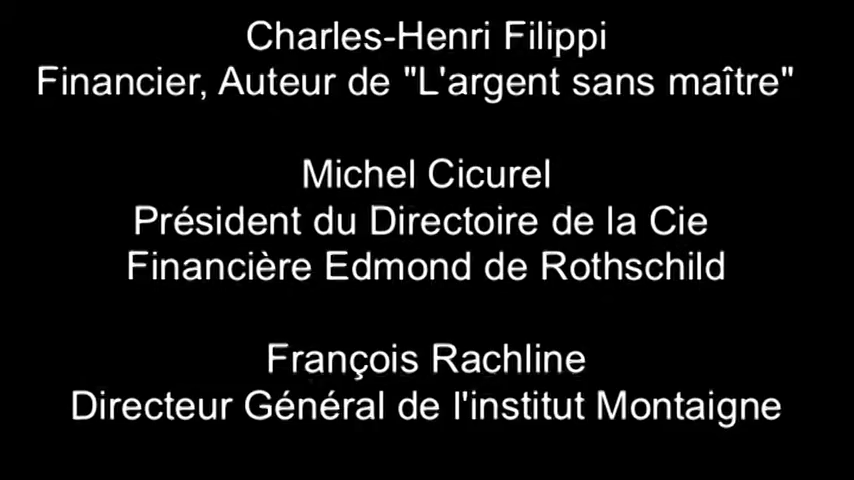 Charles-Henri Filippi
Financier, Auteur de "L'argent sans maître"
Michel Cicurel
Président du Directoire de la Cie
Financière Edmond de Rothschild
François Rachline
Directeur Général de l'institut Montaigne